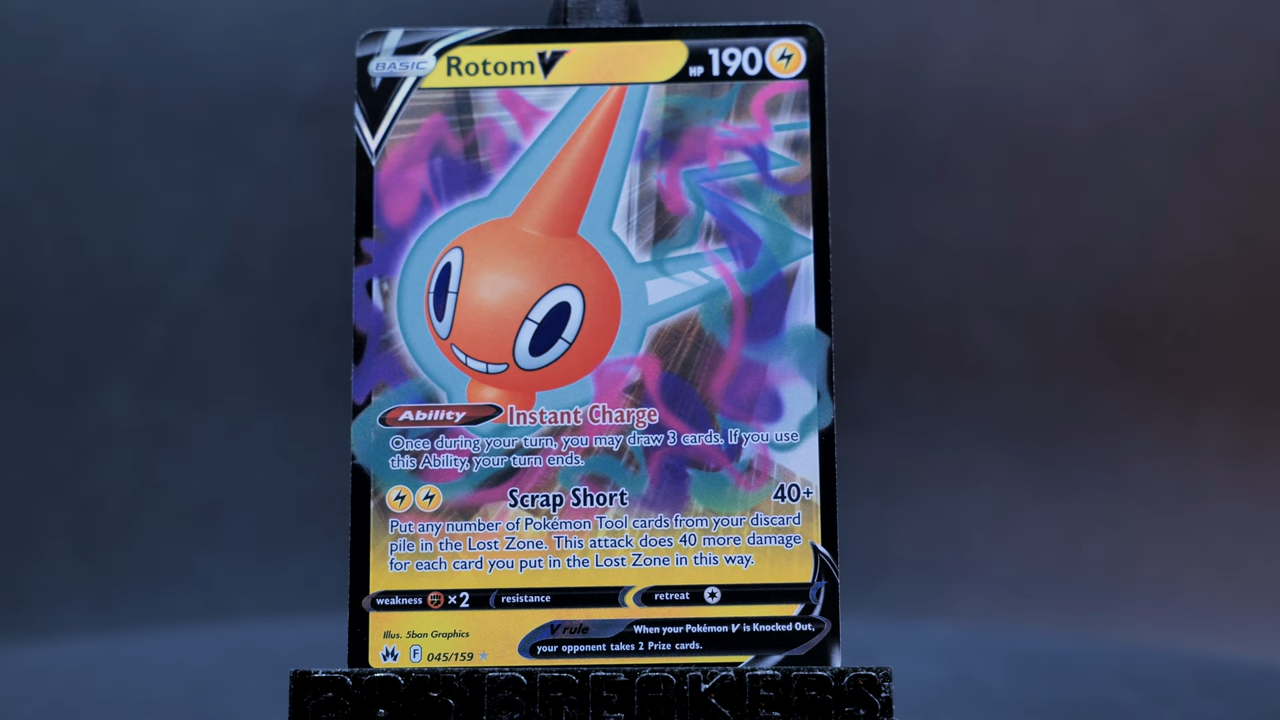 BASIC Rotom V HP 190
Ability Instant Charge
Once during your turn, you may draw 3 cards. If you use
this Ability, your turn ends.
Scrap Short 40+
Put any number of Pokémon Tool cards from your discard
pile in the Lost Zone. This attack does 40 more damage
for each card you put in the Lost Zone in this way.
weakness ×2 resistance retreat
V rule When your Pokémon V is Knocked Out,
your opponent takes 2 Prize cards.
Illus. 5ban Graphics
F 045/159
BREAKERS